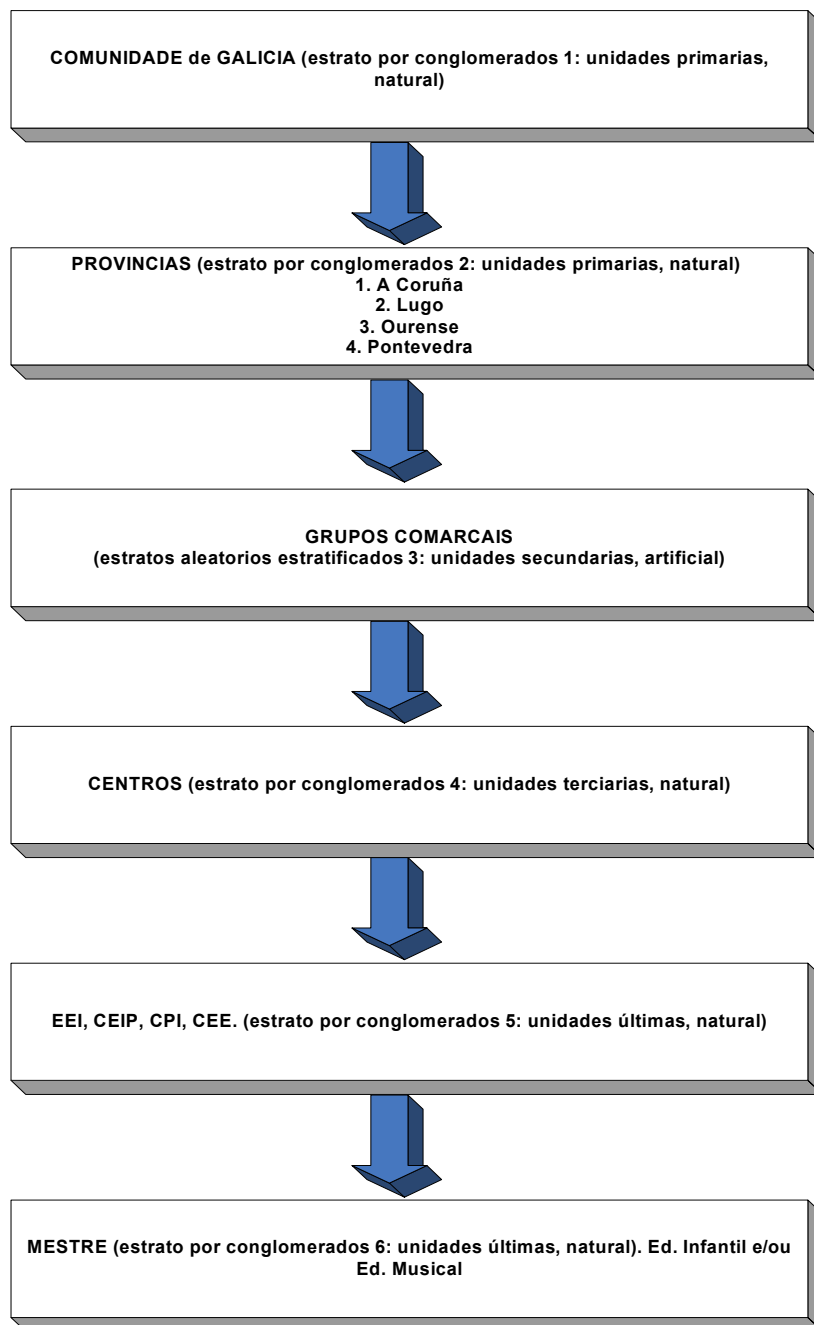 COMUNIDADE de GALICIA (estrato por conglomerados 1: unidades primarias,
natural)
PROVINCIAS (estrato por conglomerados 2: unidades primarias, natural)
1. A Coruña
2. Lugo
3. Ourense
4. Pontevedra
GRUPOS COMARCAIS
(estratos aleatorios estratificados 3: unidades secundarias, artificial)
CENTROS (estrato por conglomerados 4: unidades terciarias, natural)
EEI, CEIP, CPI, CEE. (estrato por conglomerados 5: unidades últimas, natural)
MESTRE (estrato por conglomerados 6: unidades últimas, natural). Ed. Infantil e/ou
Ed. Musical